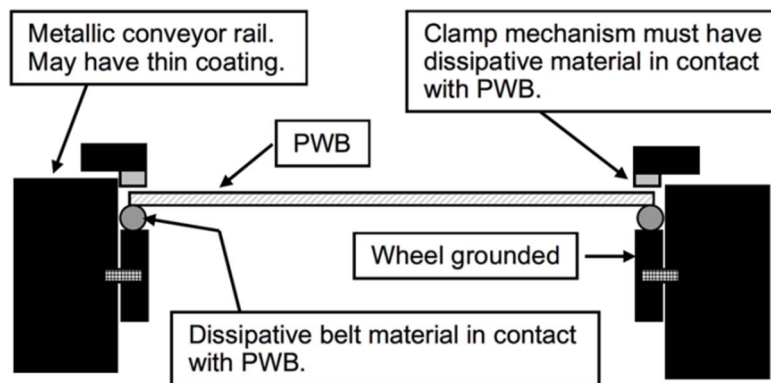 Metallic conveyor rail.
May have thin coating.
Clamp mechanism must have
dissipative material in contact
with PWB.
PWB
Wheel grounded
Dissipative belt material in contact
with PWB.